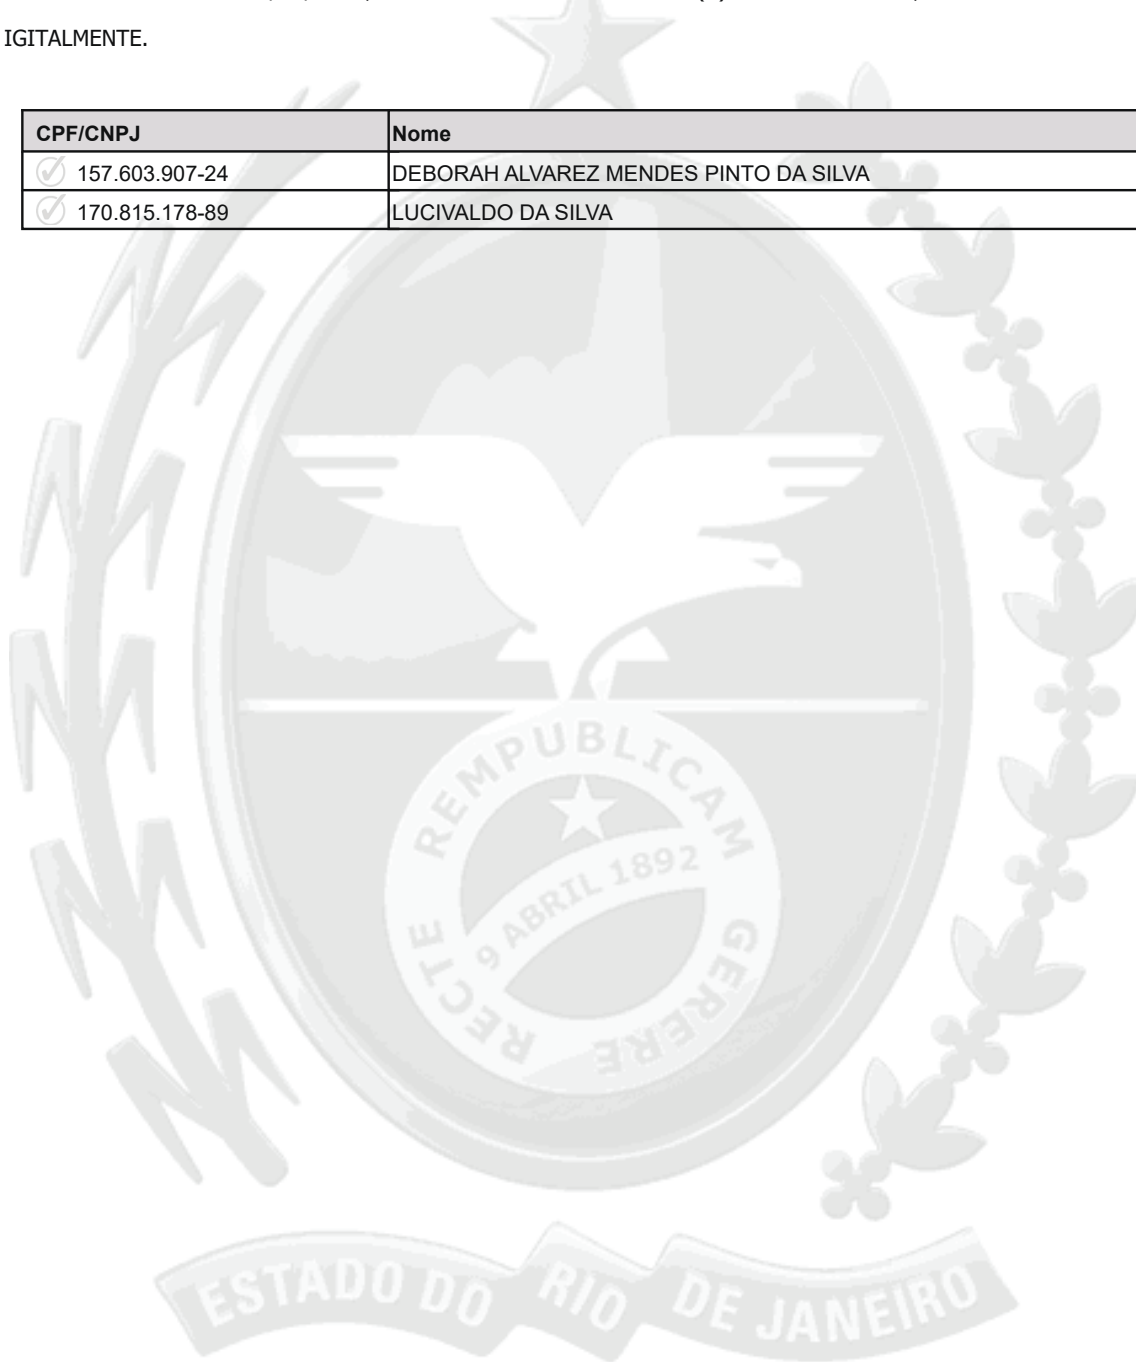 IGITALMENTE.
CPF/CNPJ Nome
157.603.907-24 DEBORAH ALVAREZ MENDES PINTO DA SILVA
170.815.178-89 LUCIVALDO DA SILVA
RECTE REMPUBLICAM GERERE
9 ABRIL 1892
ESTADO DO RIO DE JANEIRO